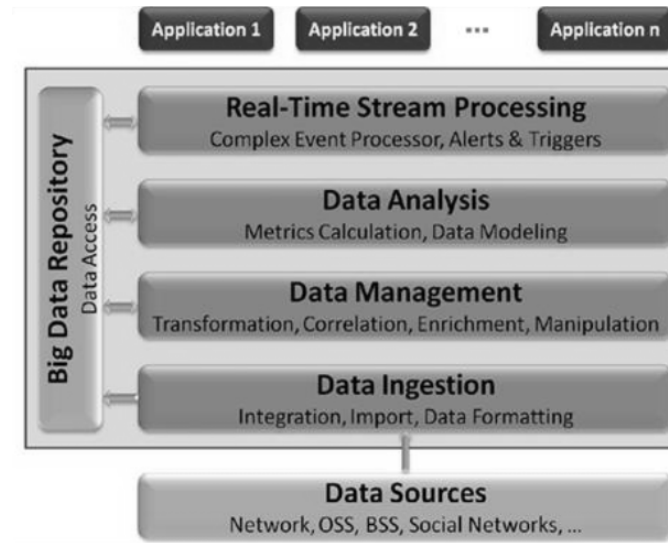 Application 1
Application 2
...
Application n
Big Data Repository
Data Access
Real-Time Stream Processing
Complex Event Processor, Alerts & Triggers
Data Analysis
Metrics Calculation, Data Modeling
Data Management
Transformation, Correlation, Enrichment, Manipulation
Data Ingestion
Integration, Import, Data Formatting
Data Sources
Network, OSS, BSS, Social Networks, ...